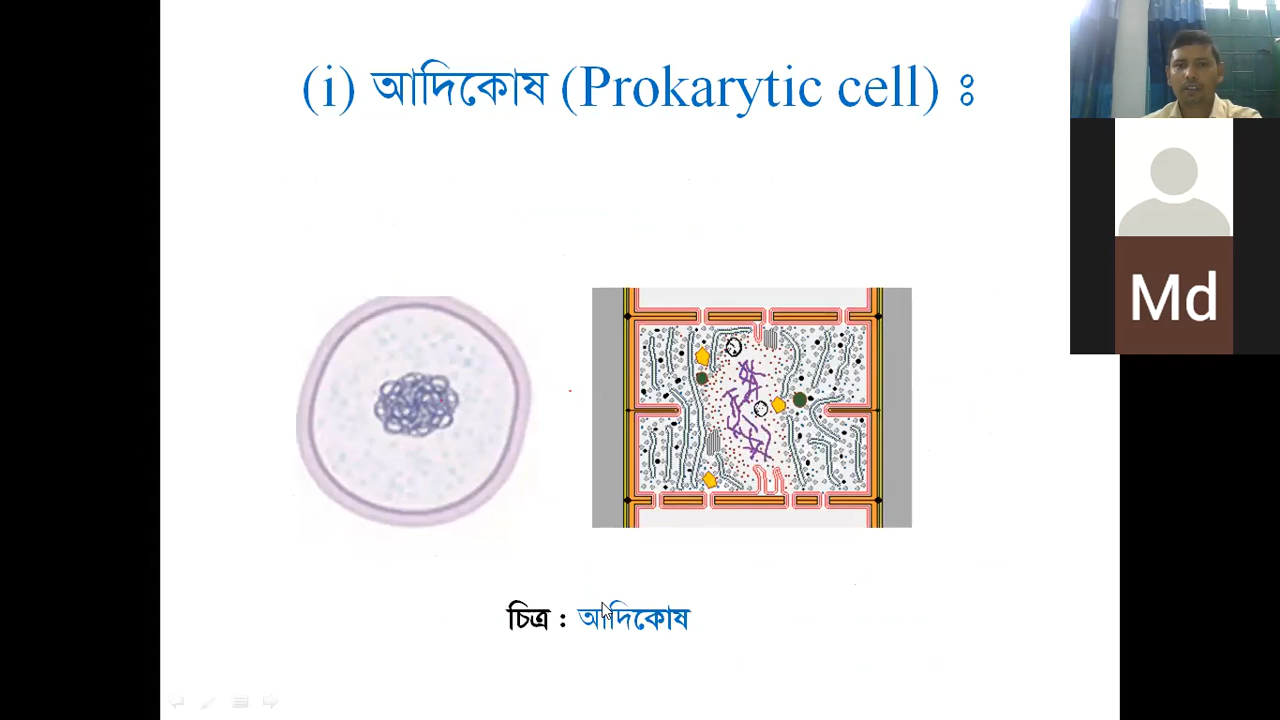 (i) আদিকোষ (Prokarytic cell) ঃ
Md
চিত্র : আদিকোষ